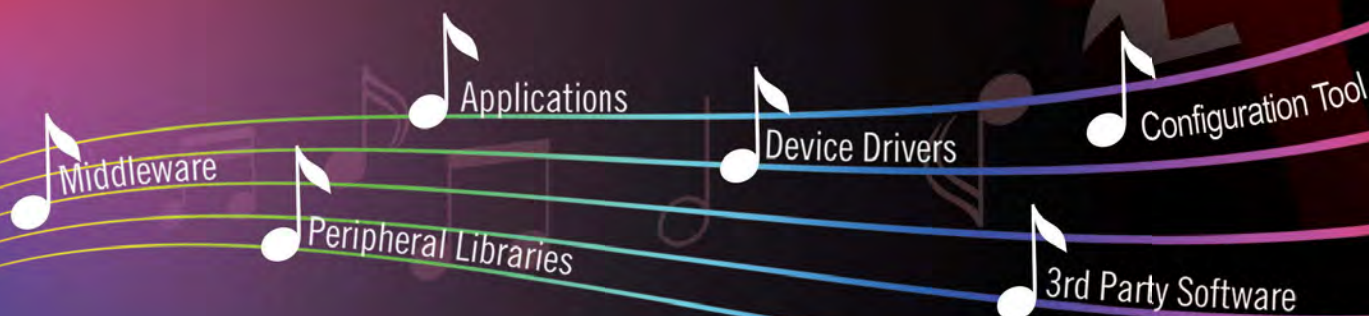 Middleware
Applications
Peripheral Libraries
Device Drivers
Configuration Tool
3rd Party Software